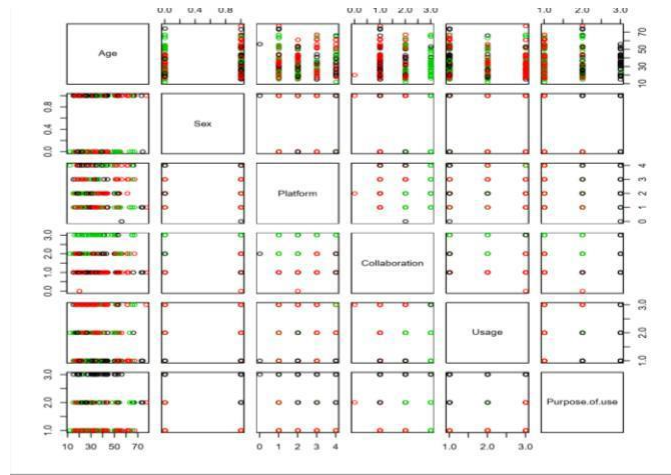 0.0 0.4 0.8 0.0 1.0 2.0 3.0 1.0 2.0 3.0
Age
10 30 50 70
0.0 0.4 0.8
Sex
Platform
0 1 2 3 4
0.0 1.0 2.0 3.0
Collaboration
Usage
1.0 2.0 3.0
1.0 2.0 3.0
Purpose.of.use
10 30 50 70 0 1 2 3 4 1.0 2.0 3.0